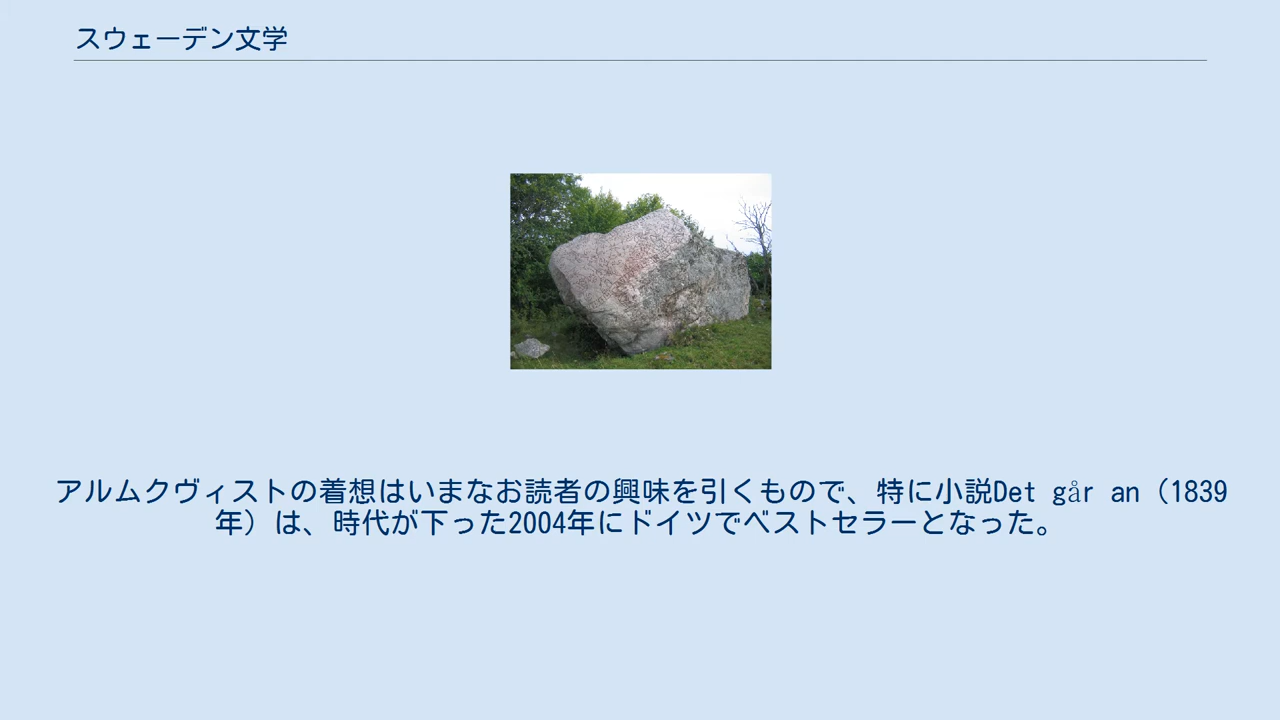 スウェーデン文学
アルムクヴィストの着想はいまなお読者の興味を引くもので、特に小説Det går an（1839
年）は、時代が下った2004年にドイツでベストセラーとなった。